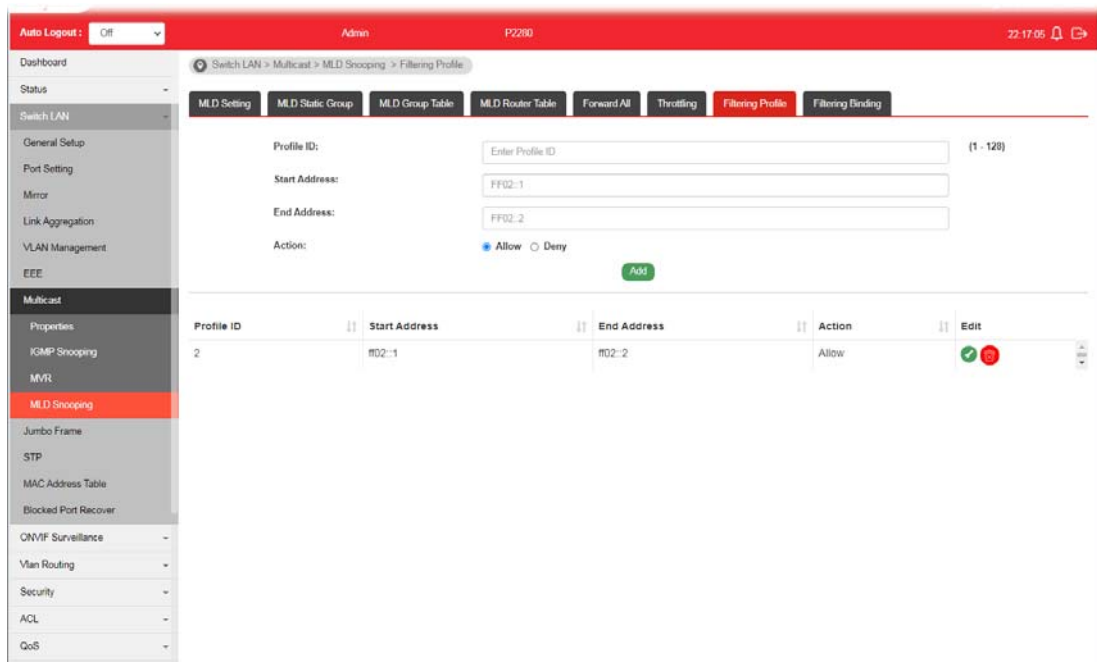 Auto Logout : Off Admin P2280 22:17:05
Dashboard
Switch LAN > Multicast > MLD Snooping > Filtering Profile
Status
MLD Setting MLD Static Group MLD Group Table MLD Router Table Forward All Throttling Filtering Profile Filtering Binding
Switch LAN
General Setup
Port Setting
Mirror
Link Aggregation
VLAN Management
EEE
Multicast
Properties
IGMP Snooping
MVR
MLD Snooping
Jumbo Frame
STP
MAC Address Table
Blocked Port Recover
ONVIF Surveillance
Vlan Routing
Security
ACL
QoS
Profile ID: Enter Profile ID (1 - 128)
Start Address: FF02::1
End Address: FF02::2
Action: Allow Deny
Add
Profile ID Start Address End Address Action Edit
2 ff02::1 ff02::2 Allow